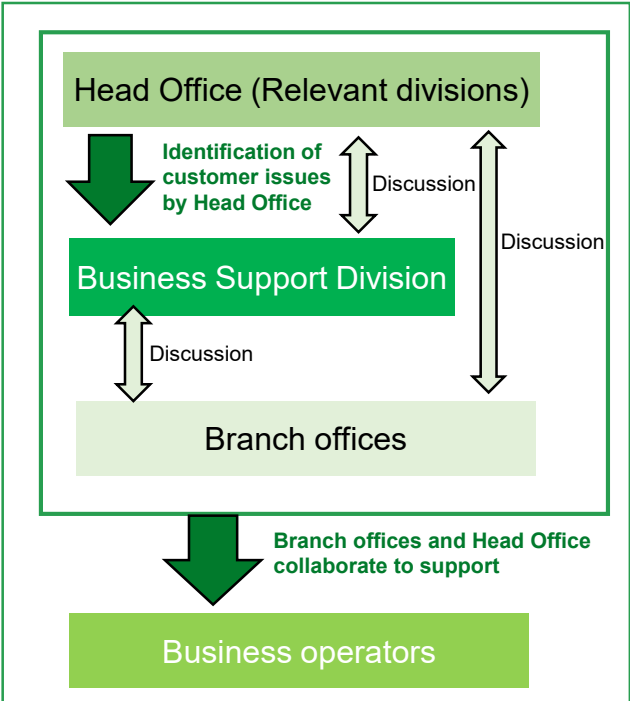 Head Office (Relevant divisions)
Identification of
customer issues
by Head Office
Discussion
Discussion
Business Support Division
Discussion
Branch offices
Branch offices and Head Office
collaborate to support
Business operators